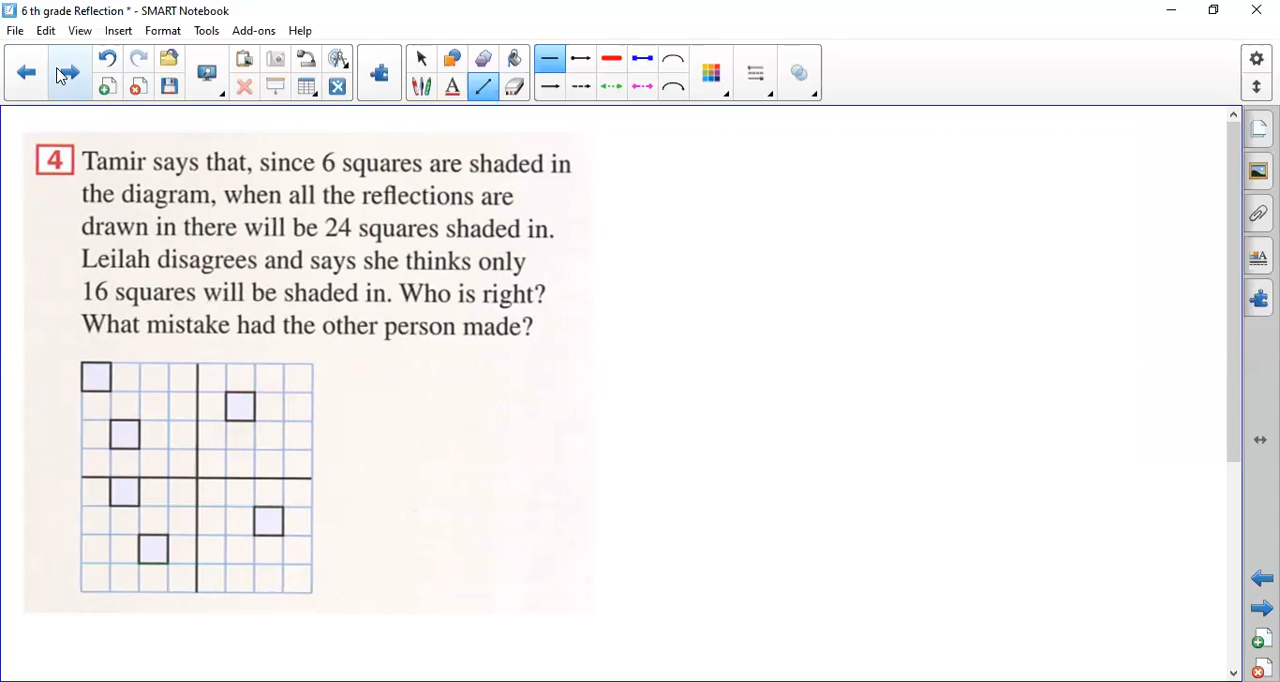 6 th grade Reflection * - SMART Notebook
File Edit View Insert Format Tools Add-ons Help
4 Tamir says that, since 6 squares are shaded in
the diagram, when all the reflections are
drawn in there will be 24 squares shaded in.
Leilah disagrees and says she thinks only
16 squares will be shaded in. Who is right?
What mistake had the other person made?